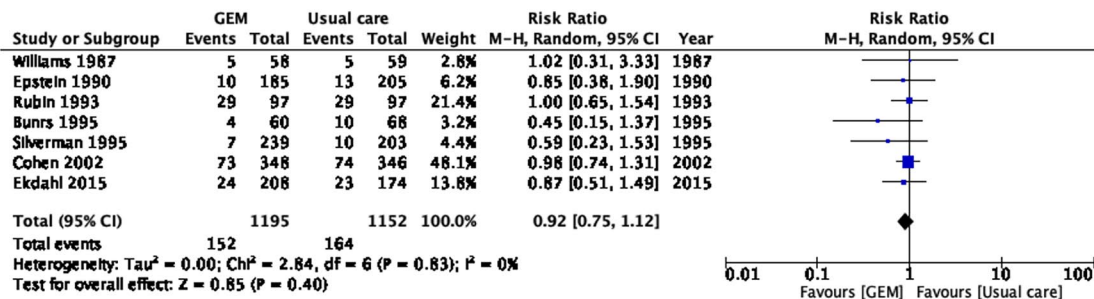 GEM Usual care Risk Ratio Risk Ratio
Study or Subgroup Events Total Events Total Weight M-H, Random, 95% CI Year M-H, Random, 95% CI
Williams 1987 5 58 5 59 2.8% 1.02 [0.31, 3.33] 1987
Epstein 1990 10 185 13 205 6.2% 0.85 [0.38, 1.90] 1990
Rubin 1993 29 97 29 97 21.4% 1.00 [0.65, 1.54] 1993
Bunrs 1995 4 60 10 68 3.2% 0.45 [0.15, 1.37] 1995
Silverman 1995 7 239 10 203 4.4% 0.59 [0.23, 1.53] 1995
Cohen 2002 73 348 74 346 48.1% 0.98 [0.74, 1.31] 2002
Ekdahl 2015 24 208 23 174 13.8% 0.87 [0.51, 1.49] 2015
Total (95% CI) 1195 1152 100.0% 0.92 [0.75, 1.12]
Total events 152 164
Heterogeneity: Tau² = 0.00; Chi² = 2.84, df = 6 (P = 0.83); I² = 0%
Test for overall effect: Z = 0.85 (P = 0.40)
0.01 0.1 1 10 100
Favours [GEM] Favours [Usual care]